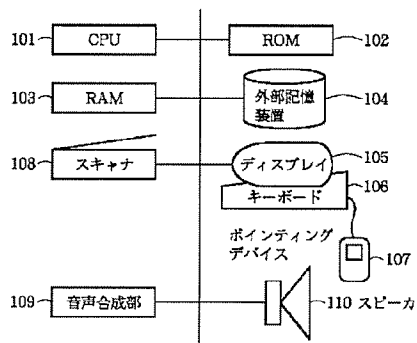 101 CPU ROM 102
103 RAM 外部記憶 104
装置
108 スキャナ ディスプレイ 105
キーボード 106
ポインティング
デバイス 107
109 音声合成部 110 スピーカ